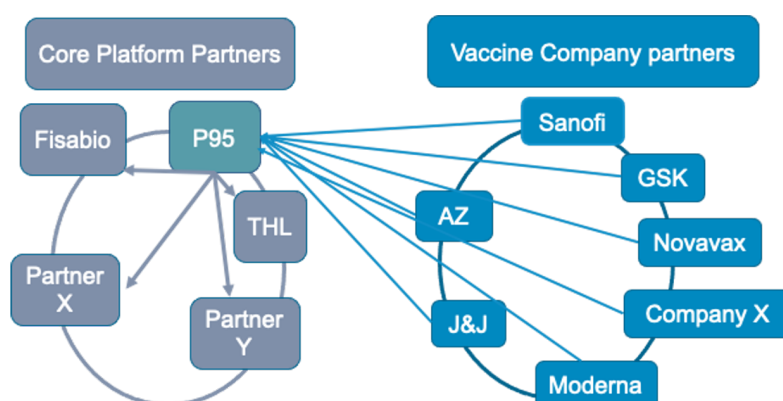 Core Platform Partners
Vaccine Company partners
Fisabio
P95
THL
Partner
X
Partner
Y
Sanofi
GSK
AZ
Novavax
Company X
J&J
Moderna